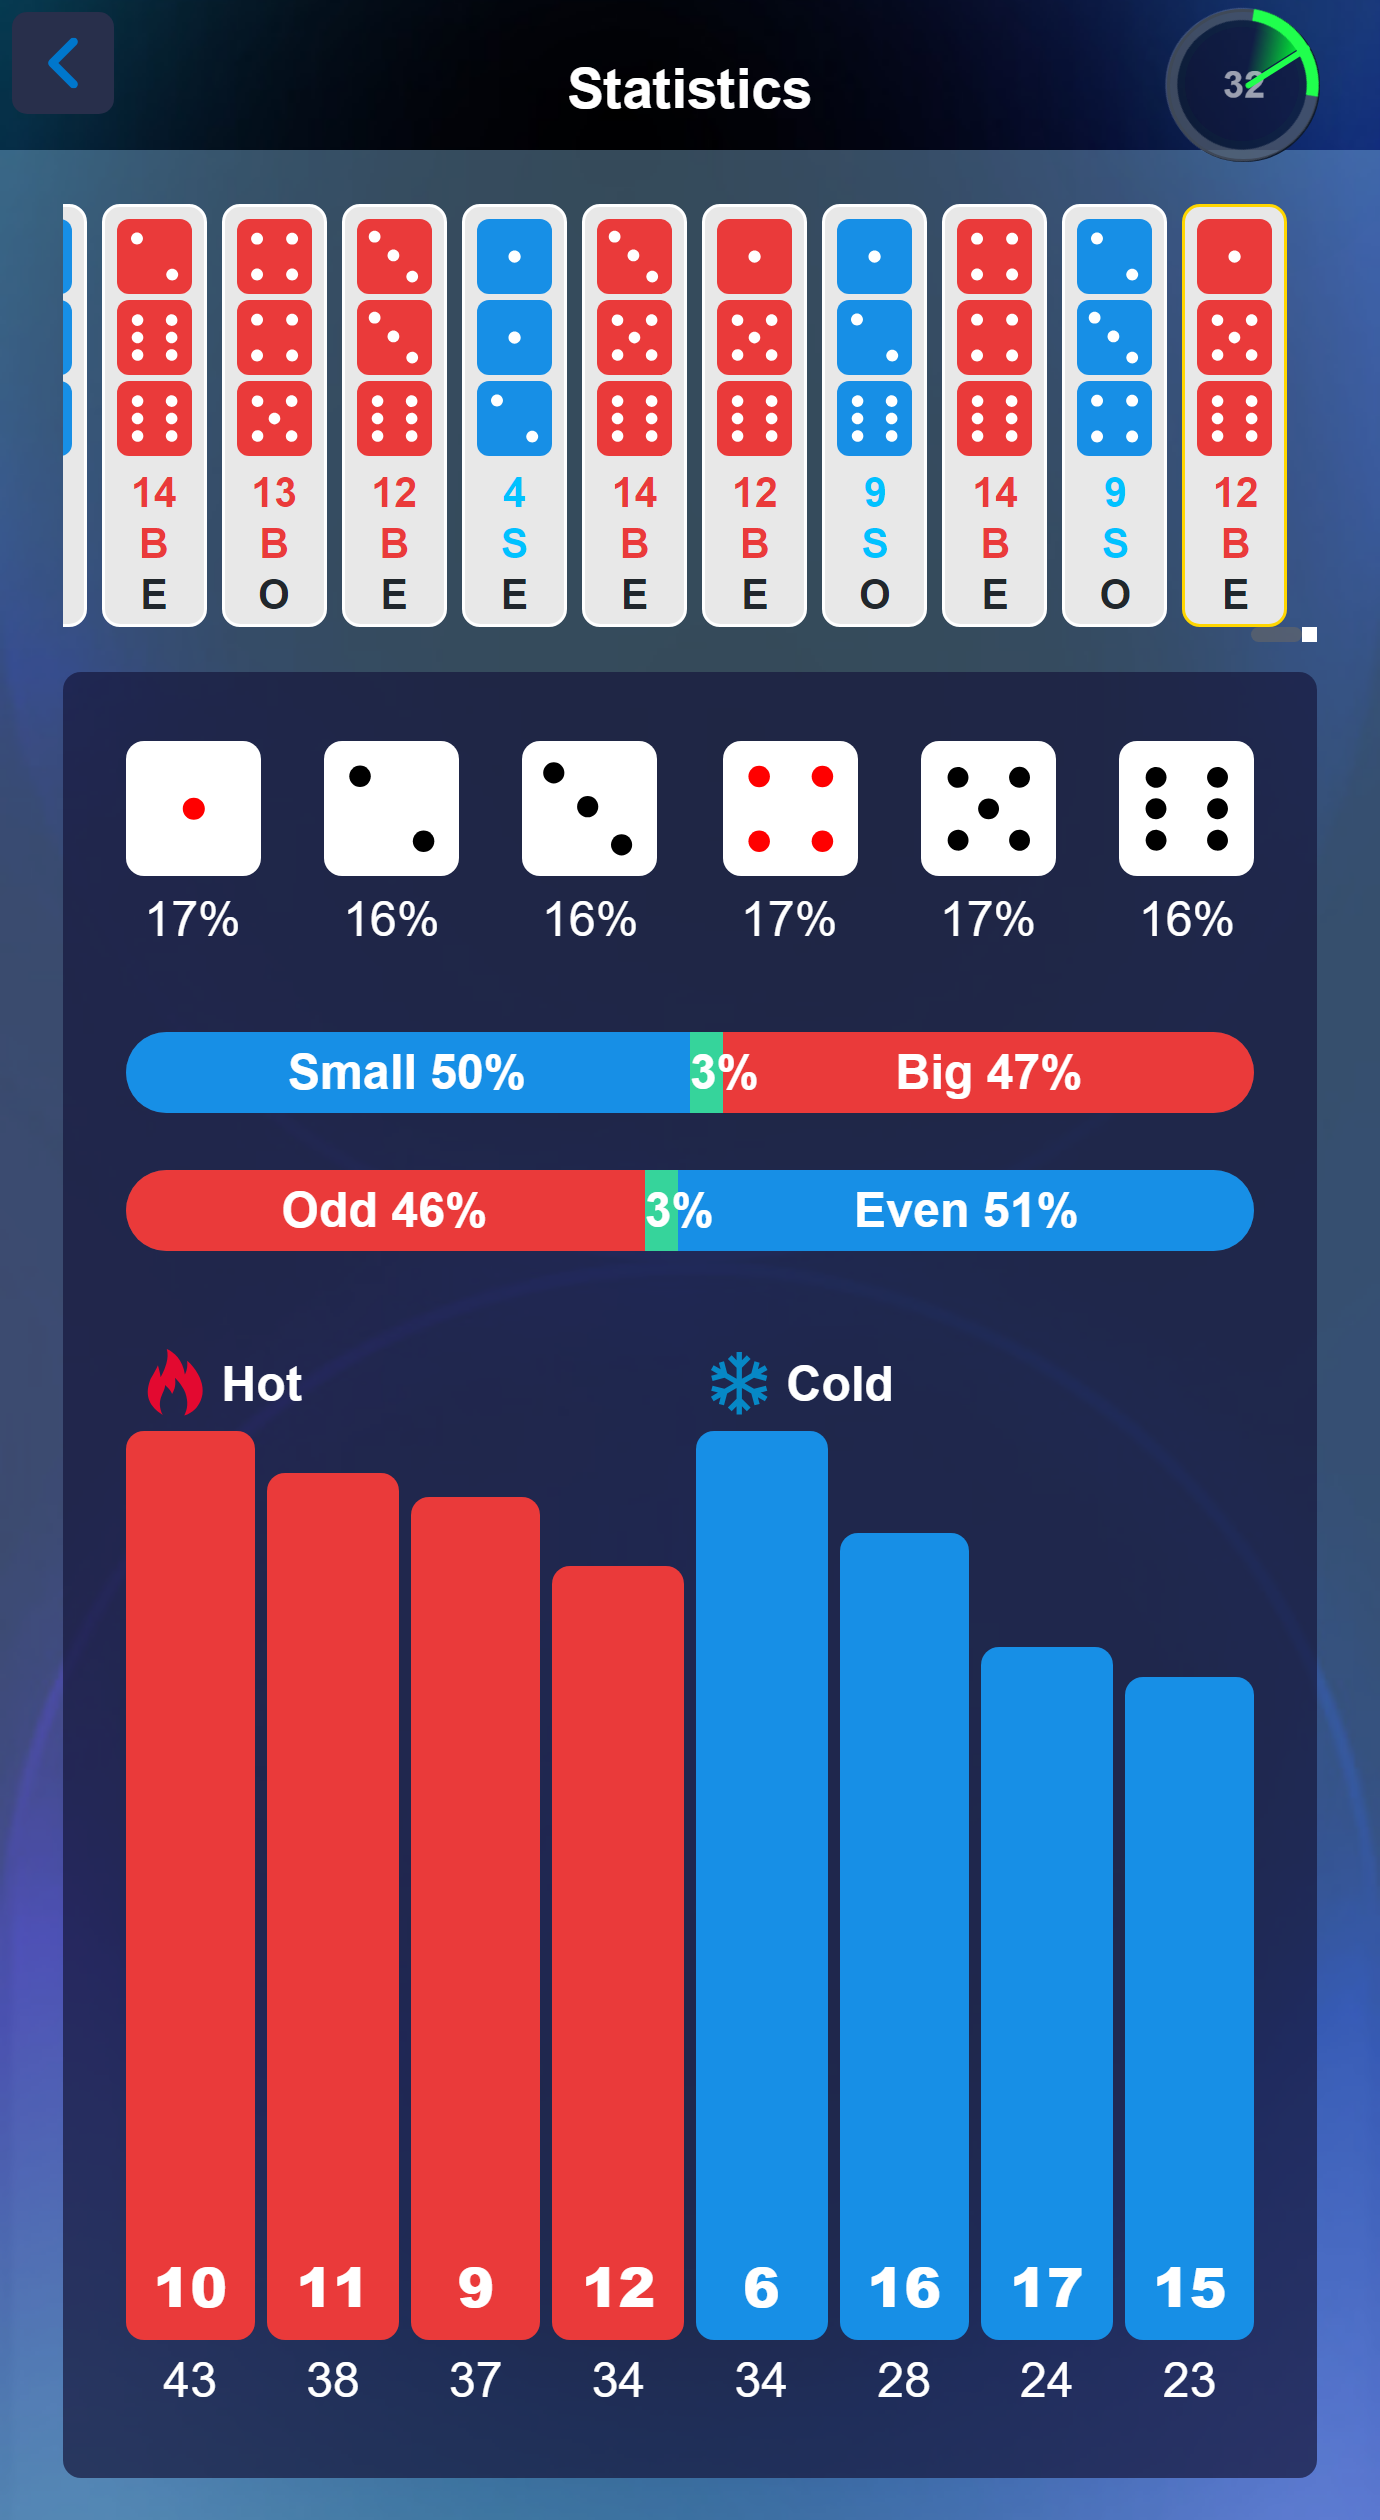 Statistics
32
14 13 12 4 14 12 9 14 9 12
B B B S B B S B S B
E O E E E E O E O E
17% 16% 16% 17% 17% 16%
Small 50% 3% Big 47%
Odd 46% 3% Even 51%
Hot Cold
10 11 9 12 6 16 17 15
43 38 37 34 34 28 24 23